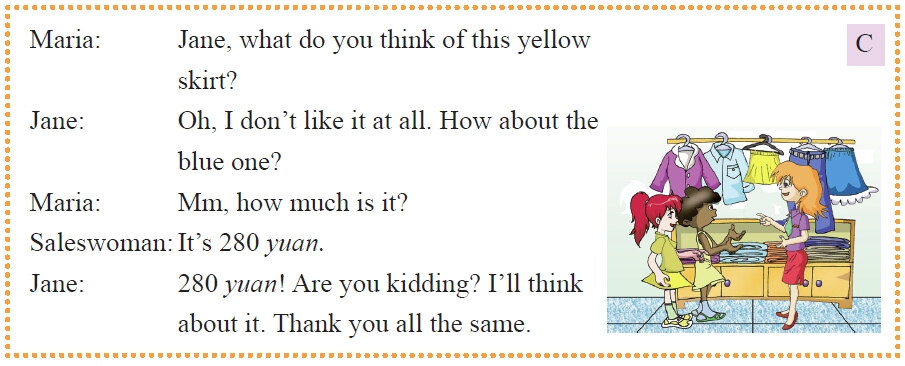 Maria: Jane, what do you think of this yellow
skirt?
C
Jane: Oh, I don’t like it at all. How about the
blue one?
Maria: Mm, how much is it?
Saleswoman: It’s 280 yuan.
Jane: 280 yuan! Are you kidding? I’ll think
about it. Thank you all the same.